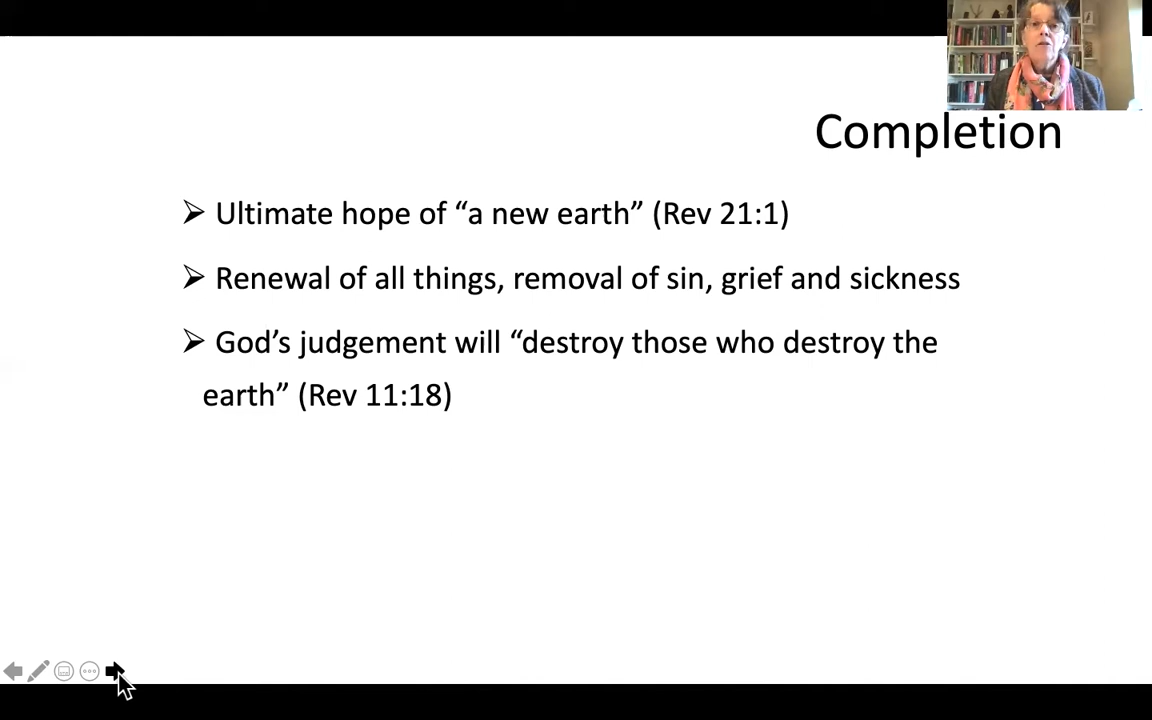 Completion
➢ Ultimate hope of “a new earth” (Rev 21:1)
➢ Renewal of all things, removal of sin, grief and sickness
➢ God’s judgement will “destroy those who destroy the
earth” (Rev 11:18)